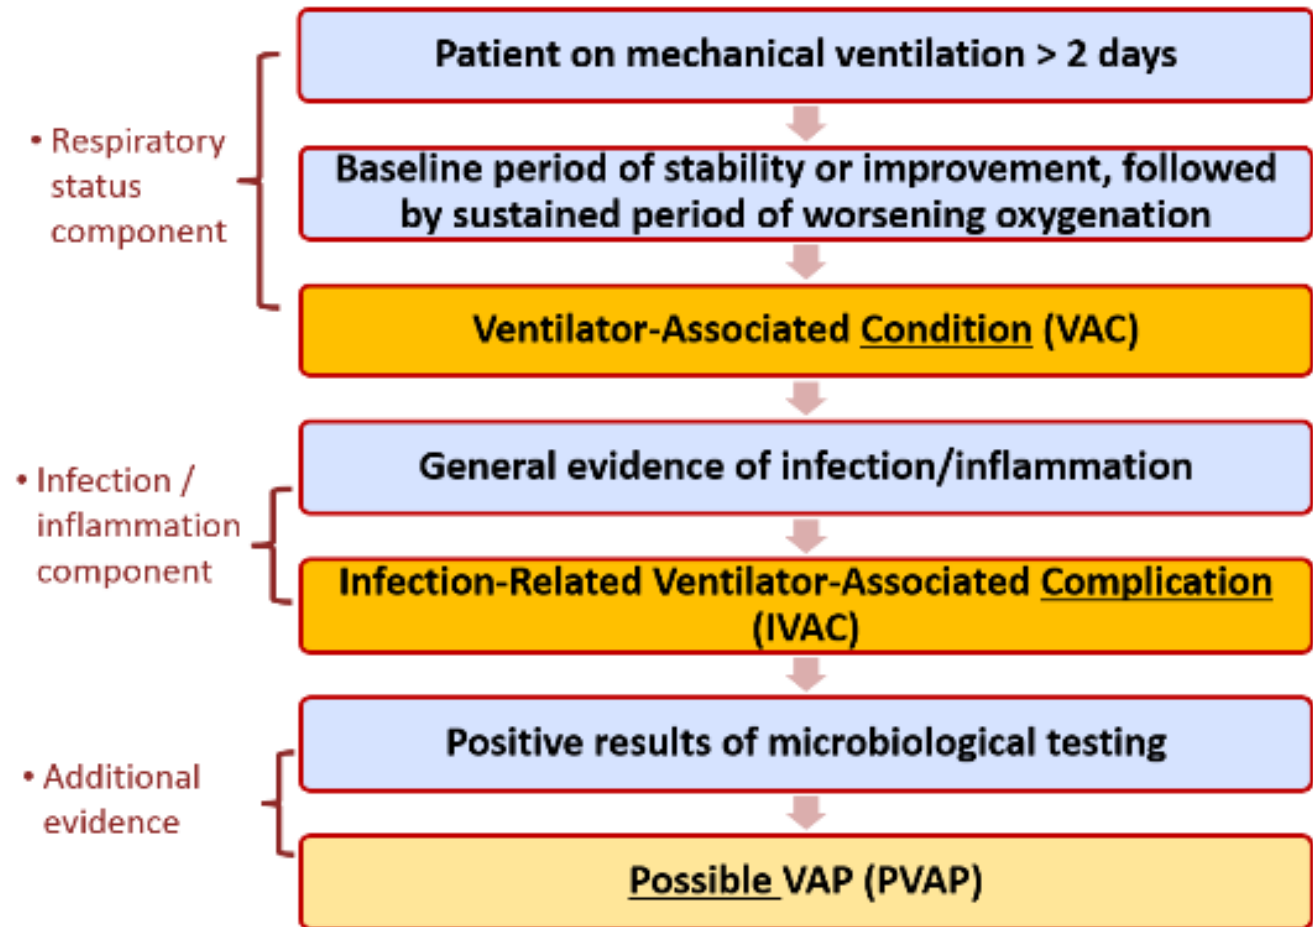 Patient on mechanical ventilation > 2 days
• Respiratory
status
component
Baseline period of stability or improvement, followed
by sustained period of worsening oxygenation
Ventilator-Associated Condition (VAC)
General evidence of infection/inflammation
• Infection /
inflammation
component
Infection-Related Ventilator-Associated Complication
(IVAC)
Positive results of microbiological testing
• Additional
evidence
Possible VAP (PVAP)